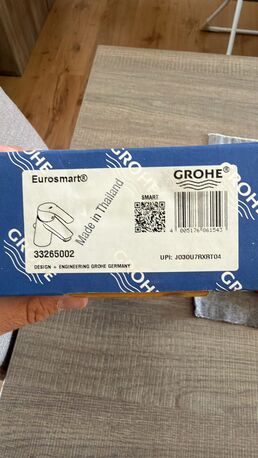 Eurosmart®
GROHE®
SMART
Made in Thailand
33265002
4 005176 061543
DESIGN + ENGINEERING GROHE GERMANY
UPI: J030U7RXRT04
GROHE
GROHE